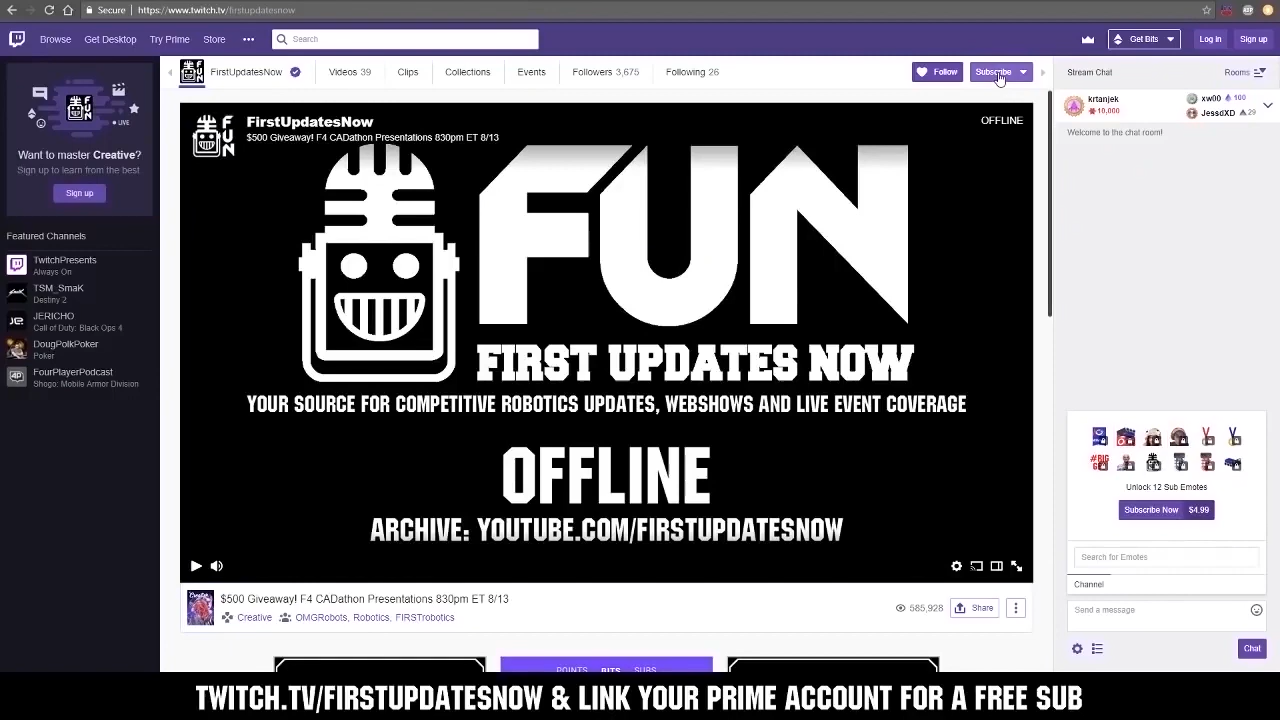 Secure https://www.twitch.tv/firstupdatesnow
Browse Get Desktop Try Prime Store ••• Search Get Bits Log in Sign up
FirstUpdatesNow Videos 39 Clips Collections Events Followers 3,675 Following 26 Follow Subscribe Stream Chat Rooms
FUN
LIVE
Want to master Creative?
Sign up to learn from the best
Sign up
Featured Channels
TwitchPresents
Always On
TSM_SmaK
Destiny 2
JERICHO
Call of Duty: Black Ops 4
DougPolkPoker
Poker
FourPlayerPodcast
Shogo: Mobile Armor Division
FUN
FirstUpdatesNow
$500 Giveaway! F4 CADathon Presentations 830pm ET 8/13
OFFLINE
FUN
FIRST UPDATES NOW
YOUR SOURCE FOR COMPETITIVE ROBOTICS UPDATES, WEBSHOWS AND LIVE EVENT COVERAGE
OFFLINE
ARCHIVE: YOUTUBE.COM/FIRSTUPDATESNOW
$500 Giveaway! F4 CADathon Presentations 830pm ET 8/13
Creative OMGRobots, Robotics, FIRSTrobotics
585,928 Share
POINTS BITS SUBS
krtanjek
10,000
xw00 100
JessdXD 29
Welcome to the chat room!
Unlock 12 Sub Emotes
Subscribe Now $4.99
Search for Emotes
Channel
Send a message
Chat
TWITCH.TV/FIRSTUPDATESNOW & LINK YOUR PRIME ACCOUNT FOR A FREE SUB